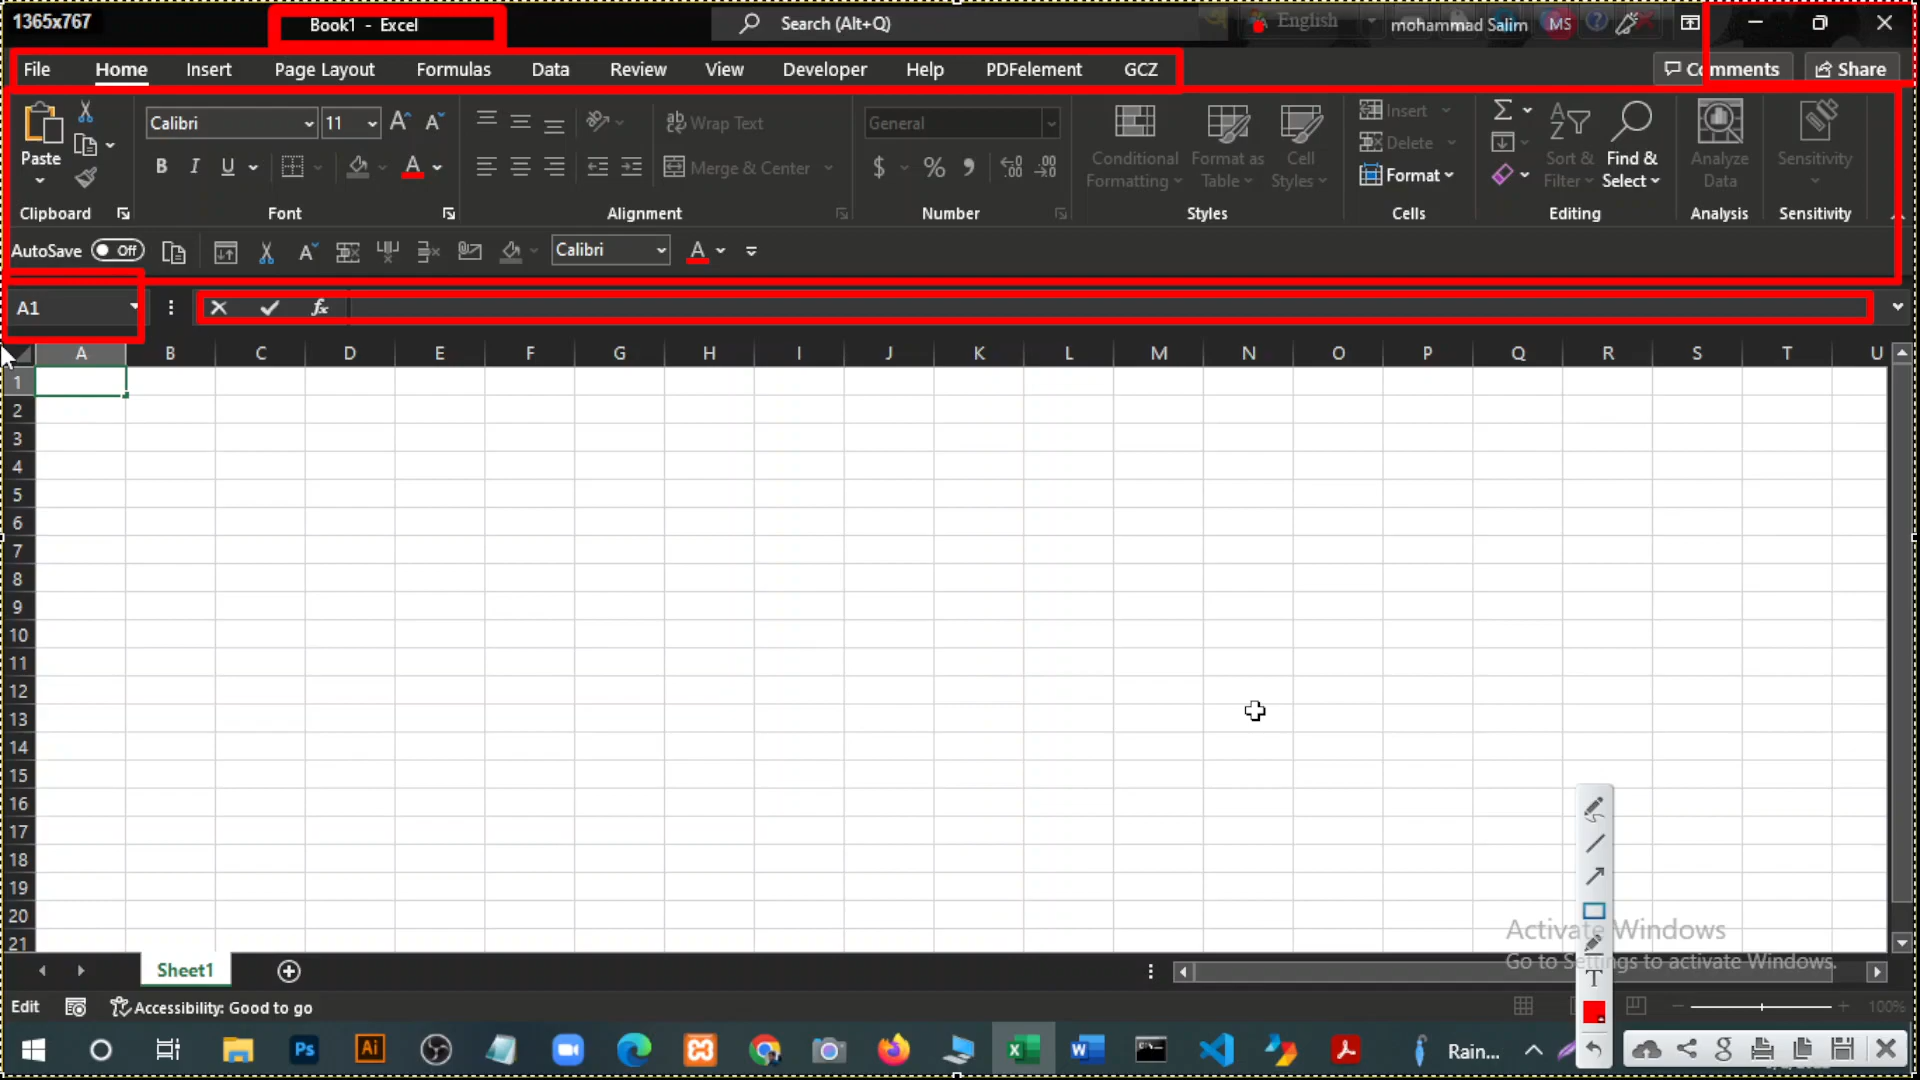 1365x767
Book1 - Excel
Search (Alt+Q)
English
mohammad Salim
MS
File Home Insert Page Layout Formulas Data Review View Developer Help PDFelement GCZ
Comments Share
Calibri 11
Wrap Text
General
Insert
Delete
Format
Paste
Merge & Center
$ % ,
B I U A
Conditional Formatting
Format as Table
Cell Styles
Sort & Filter
Find & Select
Analyze Data
Sensitivity
Clipboard Font Alignment Number Styles Cells Editing Analysis Sensitivity
AutoSave Off
Calibri
A1
fx
A B C D E F G H I J K L M N O P Q R S T U
1
2
3
4
5
6
7
8
9
10
11
12
13
14
15
16
17
18
19
20
21
Activate Windows
Go to Settings to activate Windows.
Sheet1
Edit
Accessibility: Good to go
100%
Ps Ai
Rain...